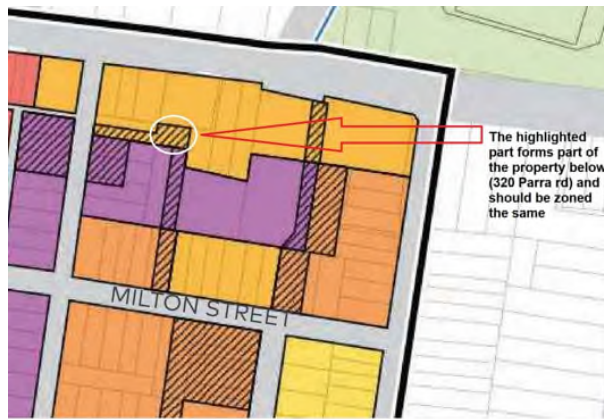 The highlighted
part forms part of
the property below
(320 Parra rd) and
should be zoned
the same
MILTON STREET